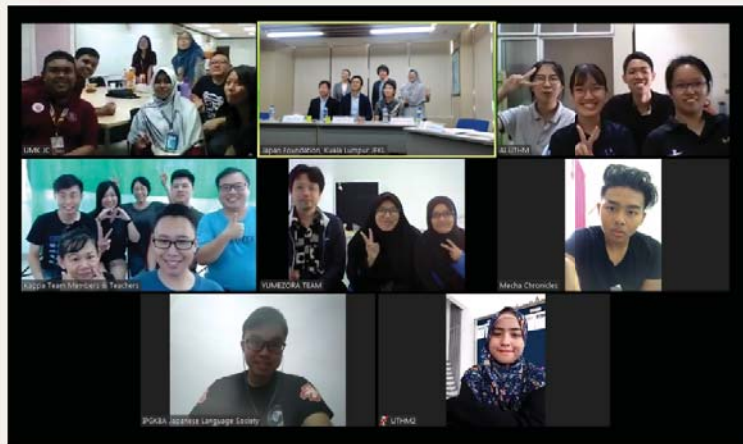 UMK JC
Japan Foundation, Kuala Lumpur JFKL
UTHM
Kappa Team Members & Teachers
YUMEZORA TEAM
Mecha Chronicles
IPGKBA Japanese Language Society
UTHM2